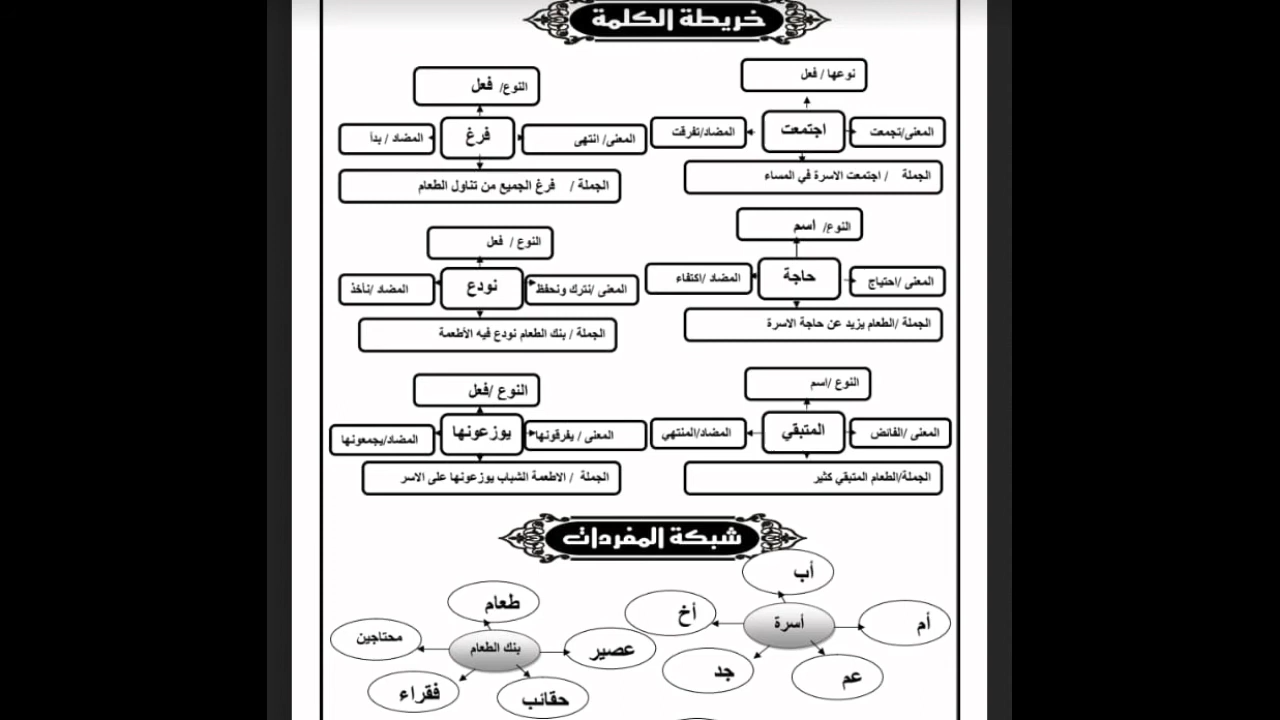 خريطة الكلمة
نوعها / فعل
المعنى/تجمعت
اجتمعت
المضاد/تفرقت
الجملة / اجتمعت الاسرة في المساء
النوع/ فعل
المعنى/ انتهى
فرغ
المضاد / بدأ
الجملة / فرغ الجميع من تناول الطعام
النوع/ اسم
المعنى /احتياج
حاجة
المضاد /اكتفاء
الجملة /الطعام يزيد عن حاجة الاسرة
النوع / فعل
المعنى /نترك ونحفظ
نودع
المضاد /نأخذ
الجملة / بنك الطعام نودع فيه الأطعمة
النوع /اسم
المعنى /الفائض
المتبقي
المضاد/المنتهي
الجملة/الطعام المتبقي كثير
النوع /فعل
المعنى / يفرقونها
يوزعونها
المضاد/يجمعونها
الجملة / الاطعمة الشباب يوزعونها على الاسر
شبكة المفردات
أب
أم
أسرة
أخ
عم
جد
طعام
عصير
بنك الطعام
محتاجين
حقائب
فقراء